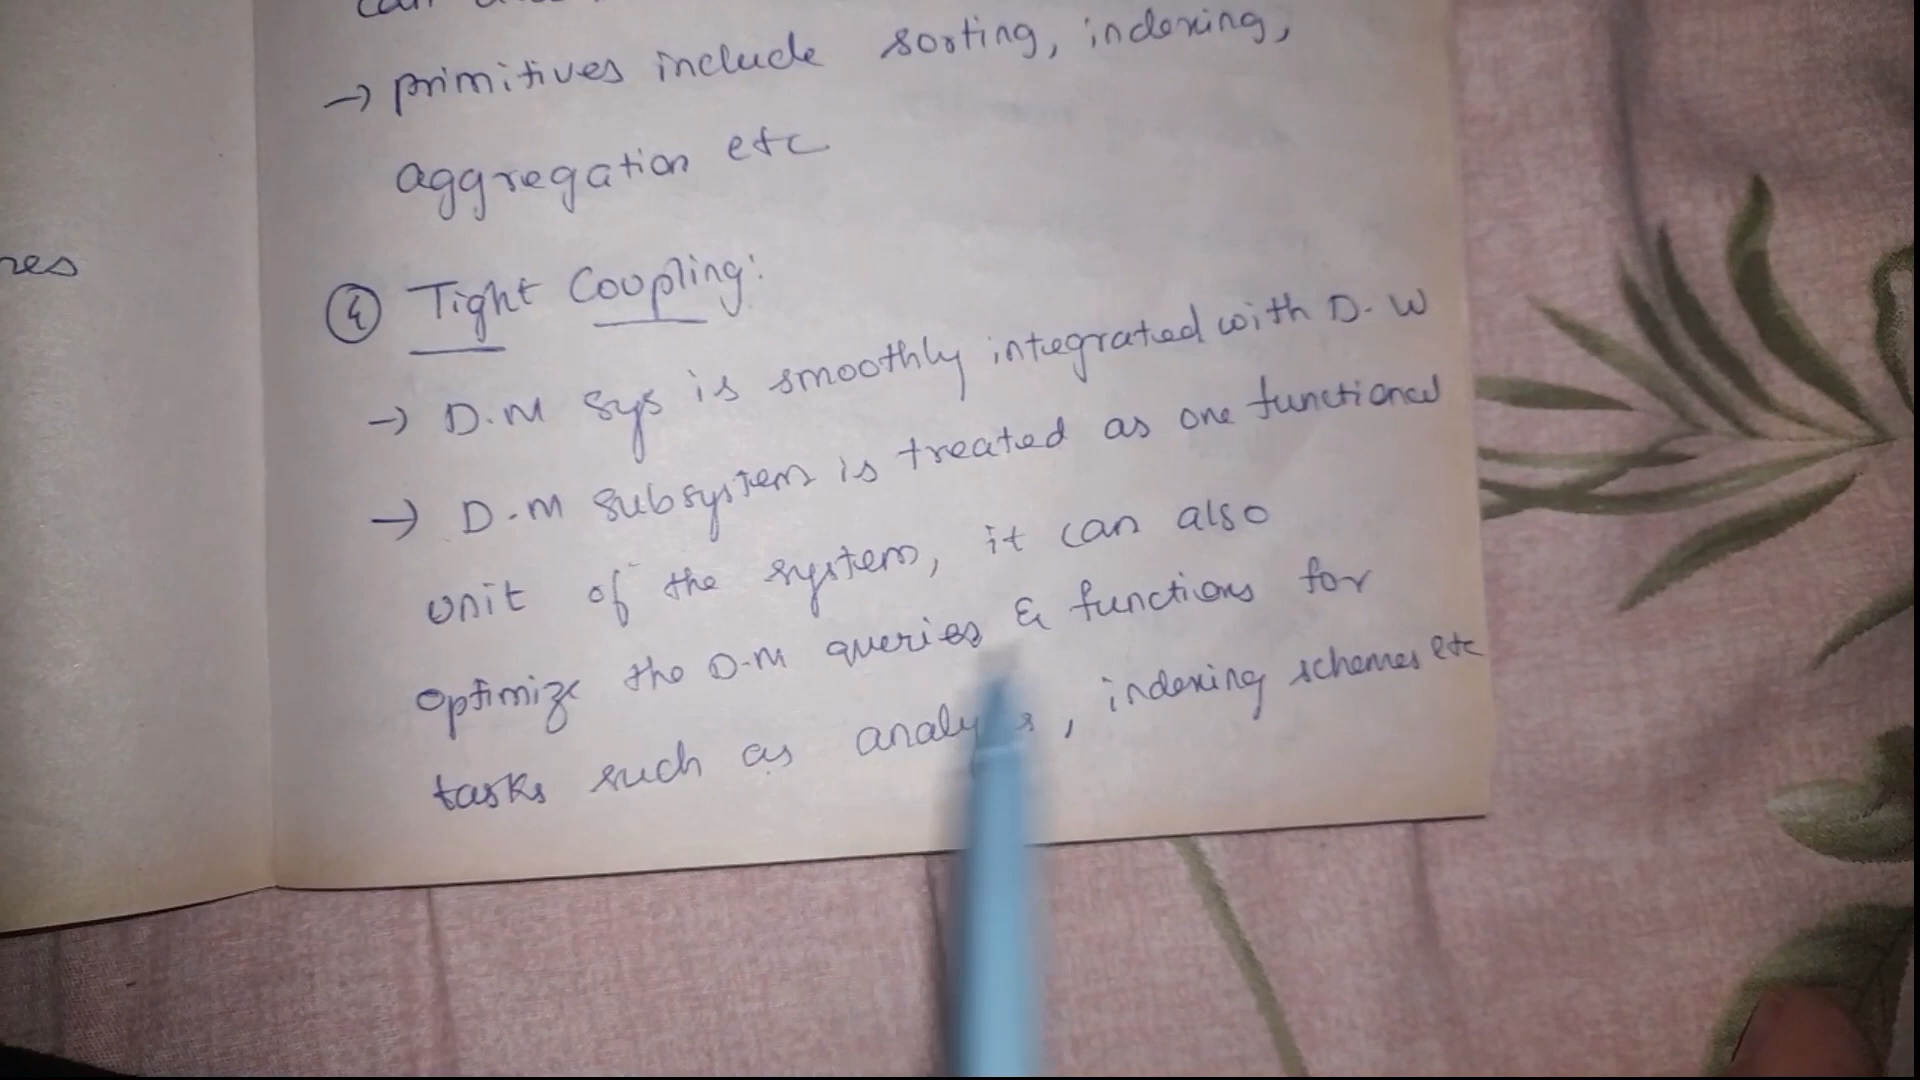 → primitives include sorting, indexing,
aggregation etc
④ Tight Coupling:
→ D.M sys is smoothly integrated with D.W
→ D.M subsystem is treated as one functional
unit of the system, it can also
optimize the D.M queries & functions for
tasks such as analysis, indexing schemes etc